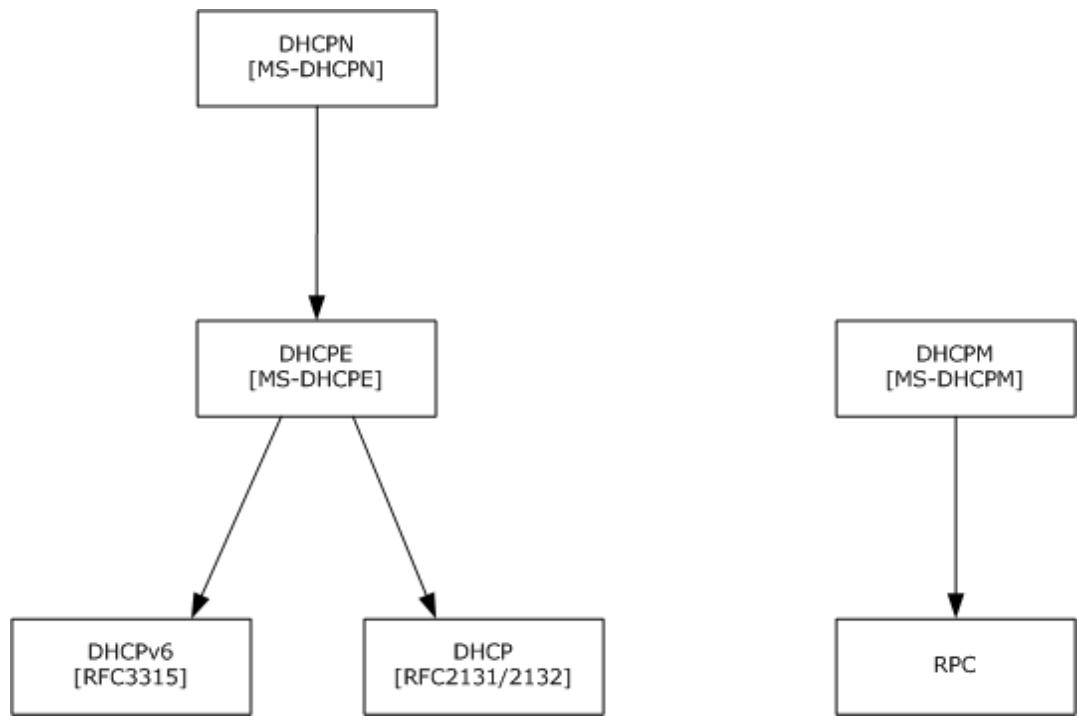 DHCPN
[MS-DHCPN]
DHCPE
[MS-DHCPE]
DHCPM
[MS-DHCPM]
DHCPv6
[RFC3315]
DHCP
[RFC2131/2132]
RPC